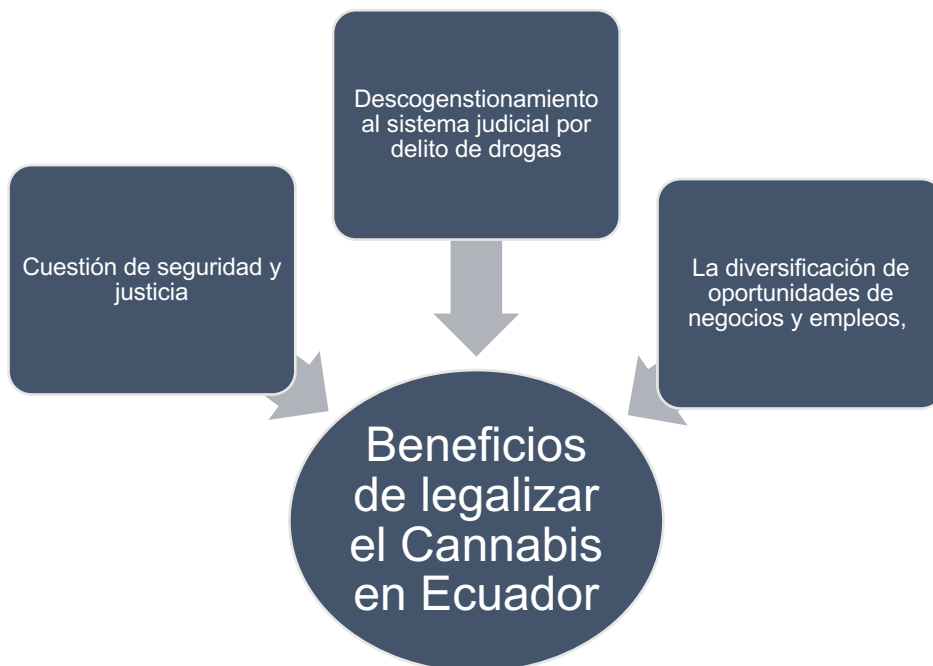 Descogenstionamiento
al sistema judicial por
delito de drogas
Cuestión de seguridad y
justicia
La diversificación de
oportunidades de
negocios y empleos,
Beneficios
de legalizar
el Cannabis
en Ecuador